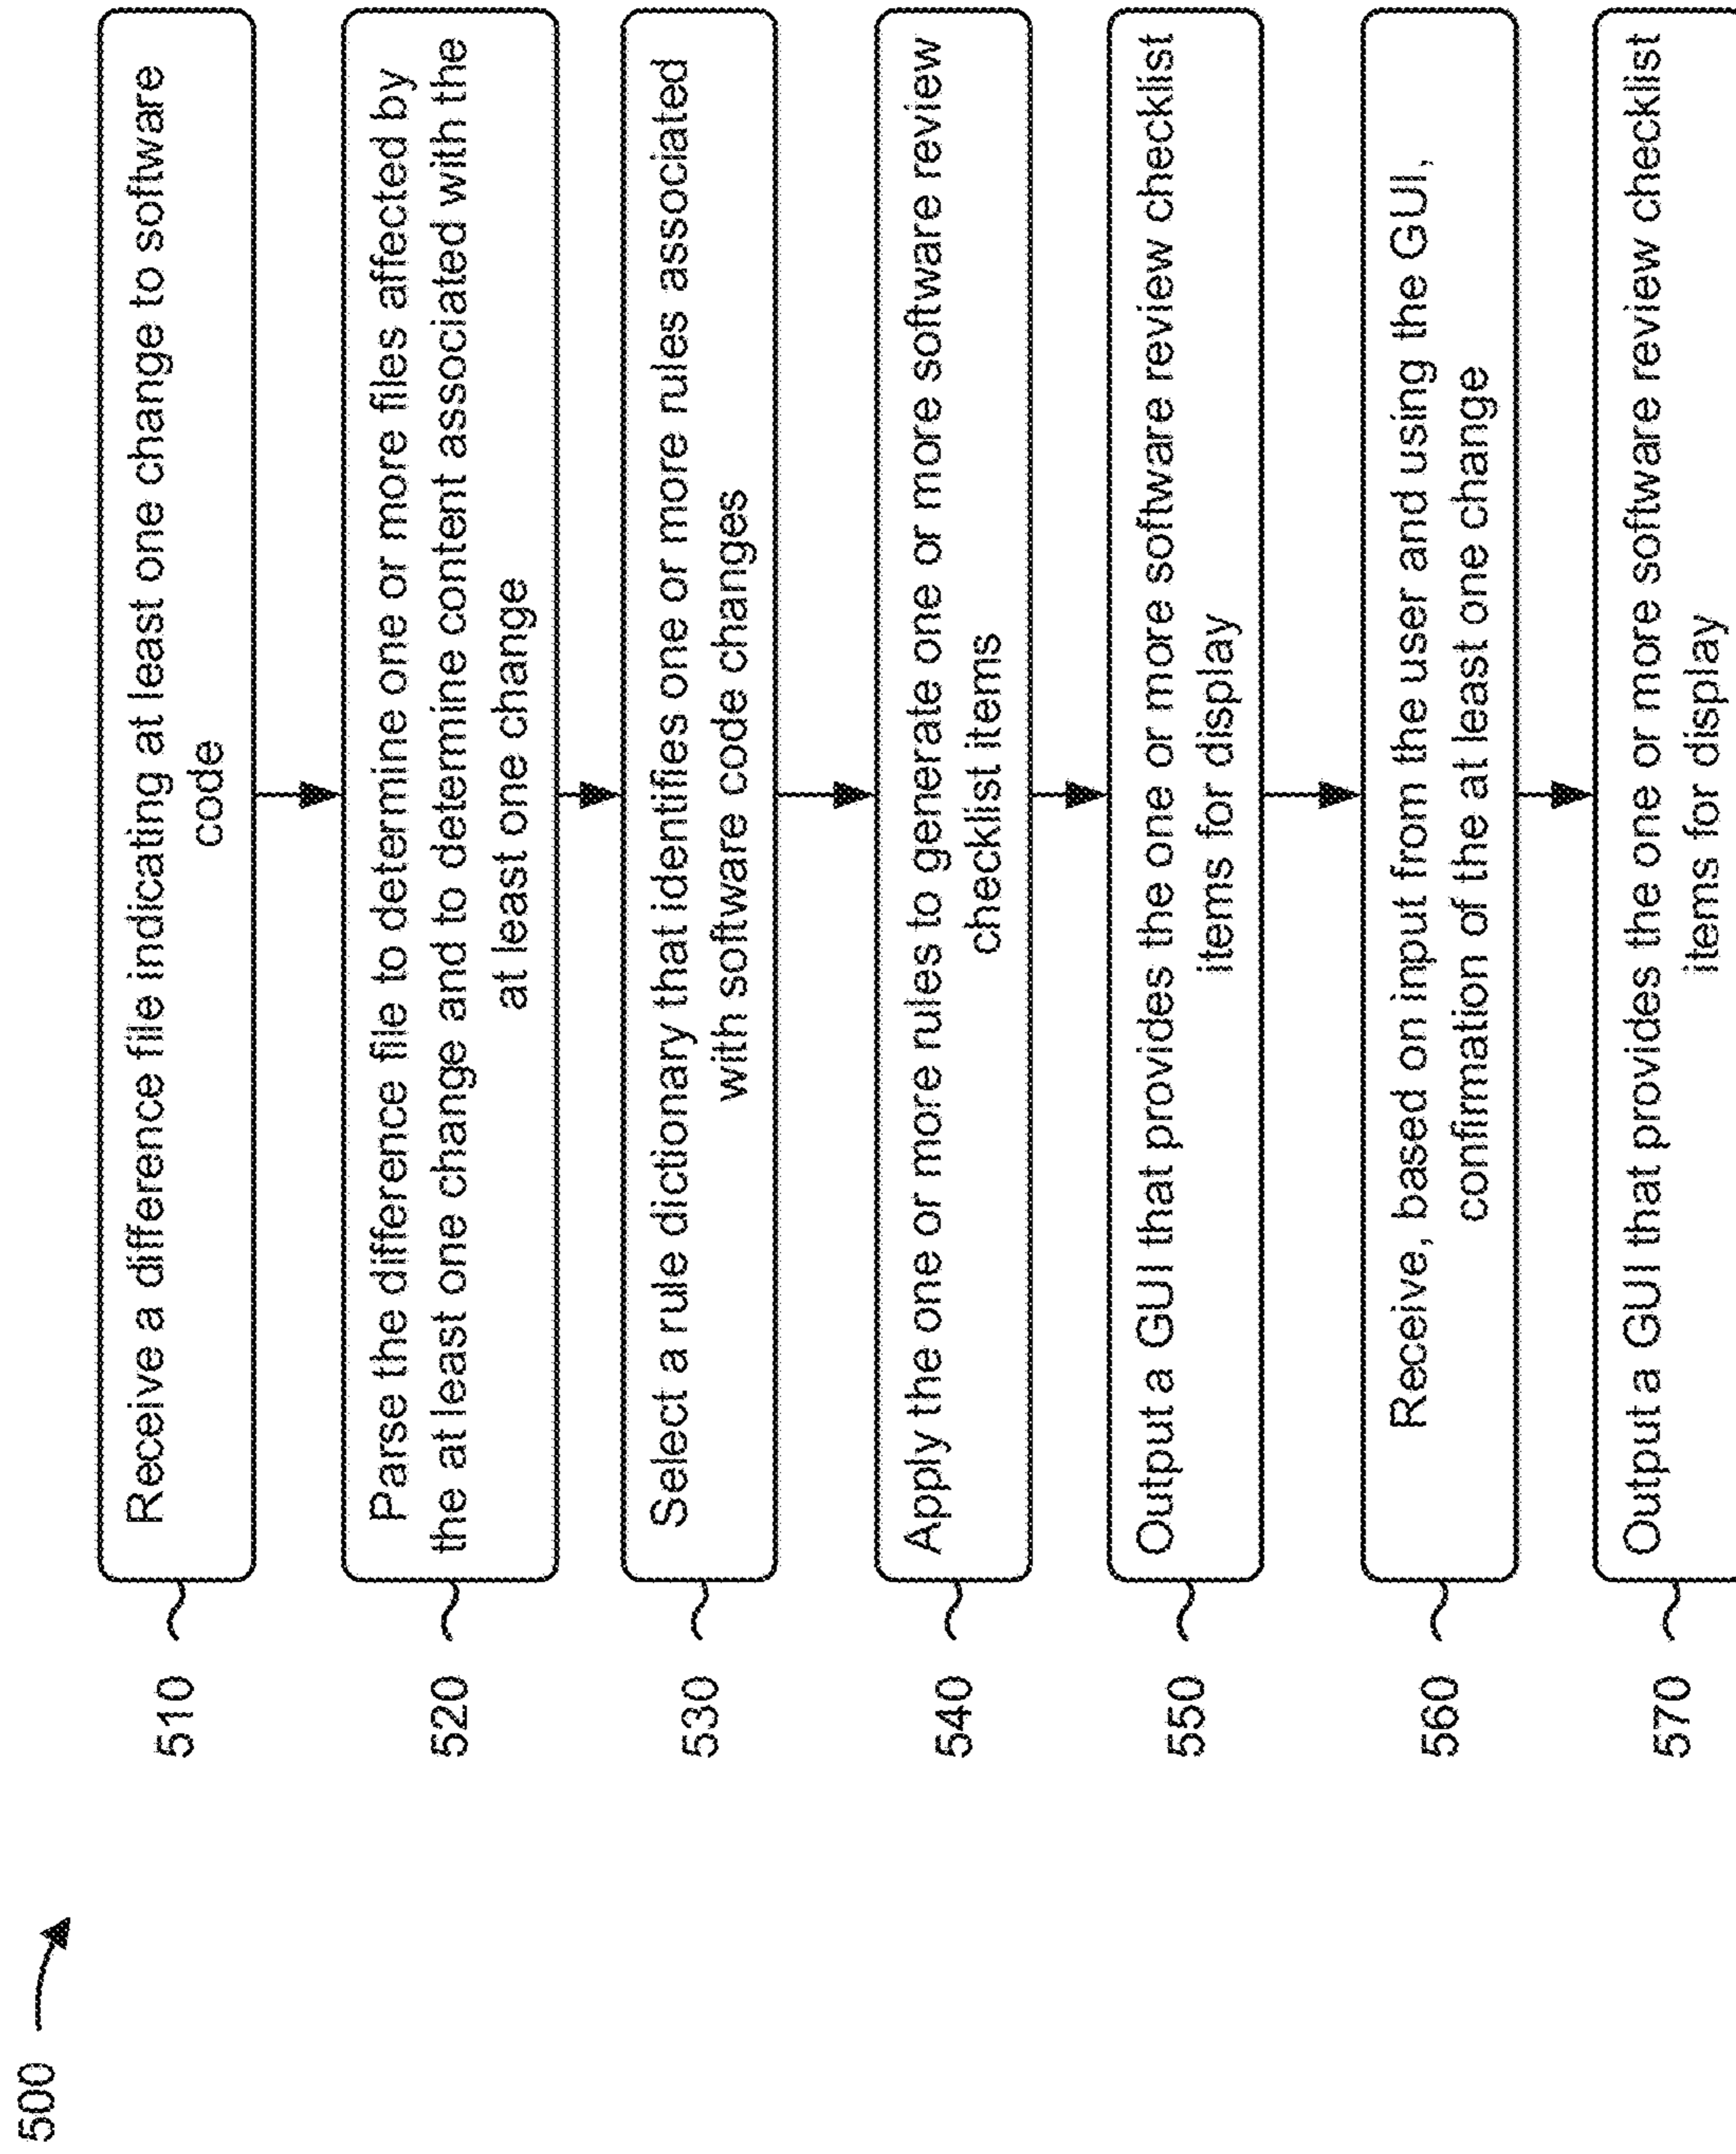 500
510
Receive a difference file indicating at least one change to software
code
520
Parse the difference file to determine one or more files affected by
the at least one change and to determine content associated with the
at least one change
530
Select a rule dictionary that identifies one or more rules associated
with software code changes
540
Apply the one or more rules to generate one or more software review
checklist items
550
Output a GUI that provides the one or more software review checklist
items for display
560
Receive, based on input from the user and using the GUI,
confirmation of the at least one change
570
Output a GUI that provides the one or more software review checklist
items for display